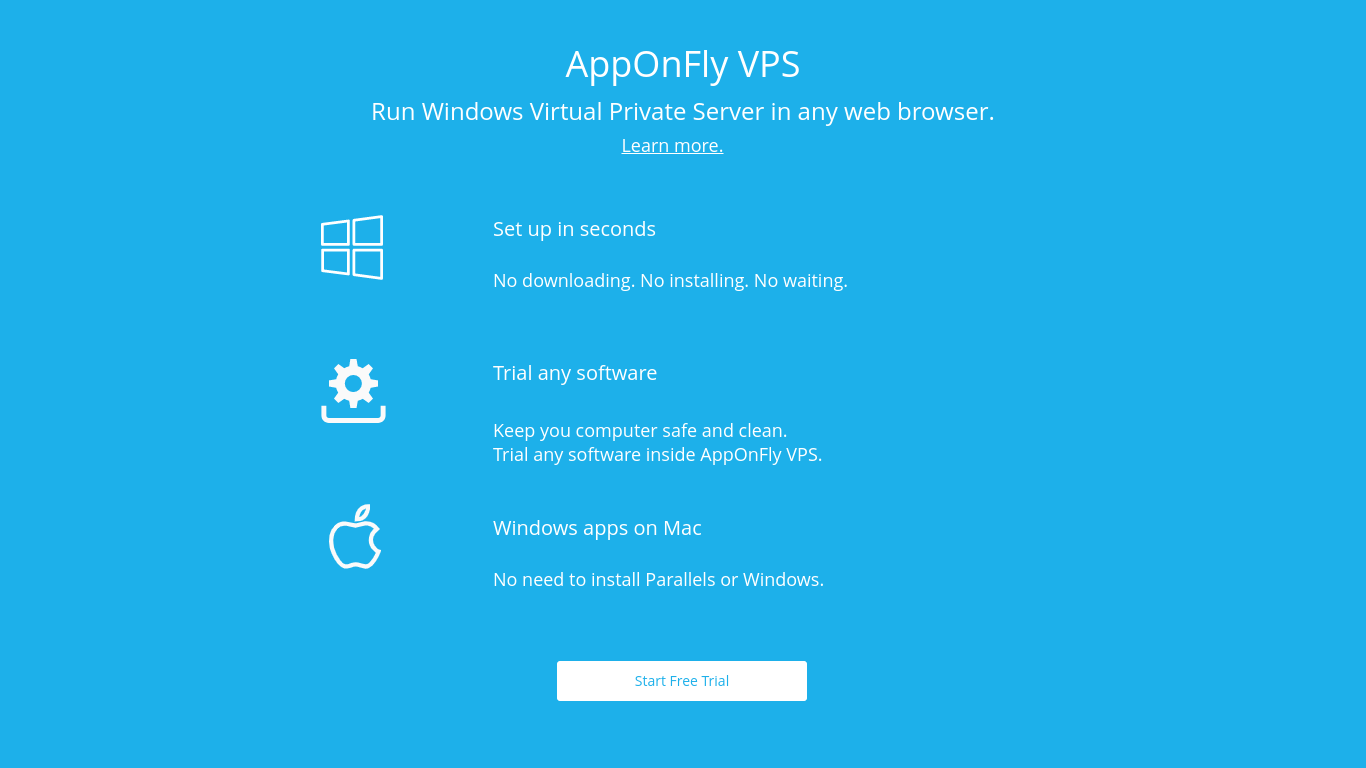 AppOnFly VPS
Run Windows Virtual Private Server in any web browser.
Learn more.
Set up in seconds
No downloading. No installing. No waiting.
Trial any software
Keep you computer safe and clean.
Trial any software inside AppOnFly VPS.
Windows apps on Mac
No need to install Parallels or Windows.
Start Free Trial